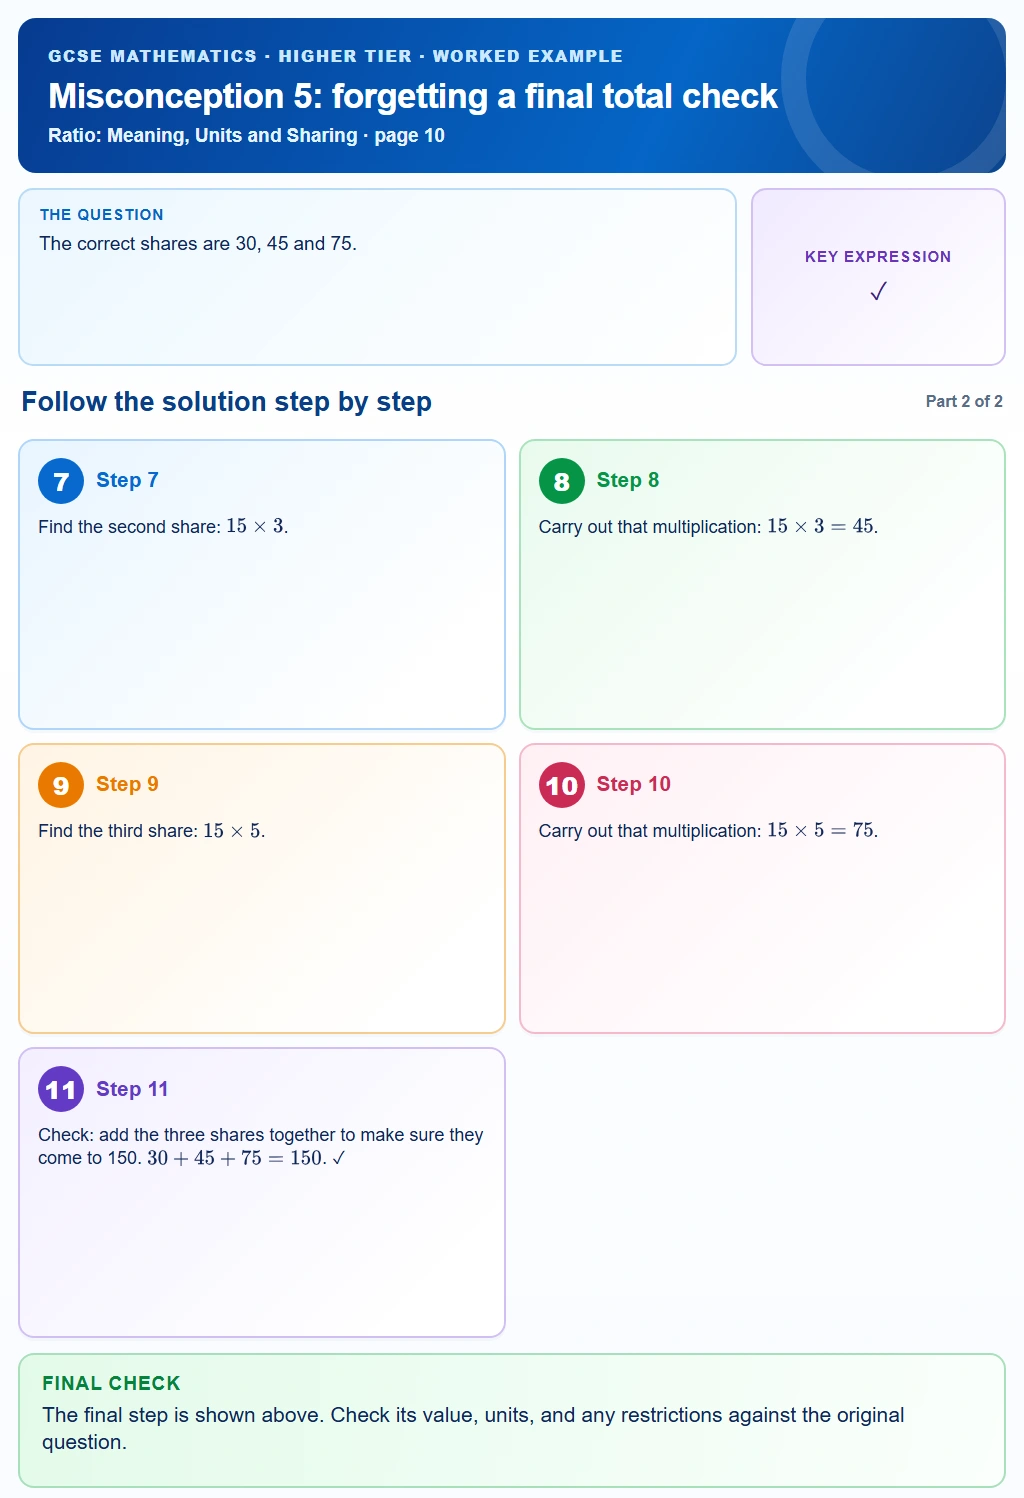 GCSE MATHEMATICS · HIGHER TIER · WORKED EXAMPLE
Misconception 5: forgetting a final total check
Ratio: Meaning, Units and Sharing · page 10
THE QUESTION
The correct shares are 30, 45 and 75.
KEY EXPRESSION
✓
Follow the solution step by step
Part 2 of 2
7 Step 7
Find the second share: 15 × 3.
8 Step 8
Carry out that multiplication: 15 × 3 = 45.
9 Step 9
Find the third share: 15 × 5.
10 Step 10
Carry out that multiplication: 15 × 5 = 75.
11 Step 11
Check: add the three shares together to make sure they
come to 150. 30 + 45 + 75 = 150. ✓
FINAL CHECK
The final step is shown above. Check its value, units, and any restrictions against the original
question.